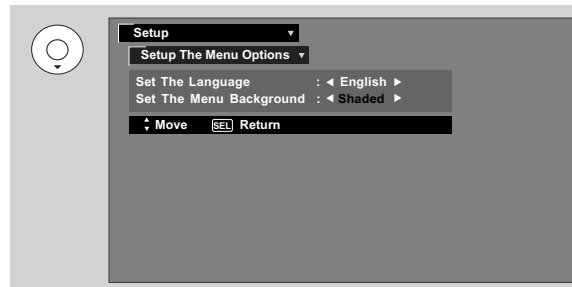 Setup
Setup The Menu Options
Set The Language : English
Set The Menu Background : Shaded
Move SEL Return